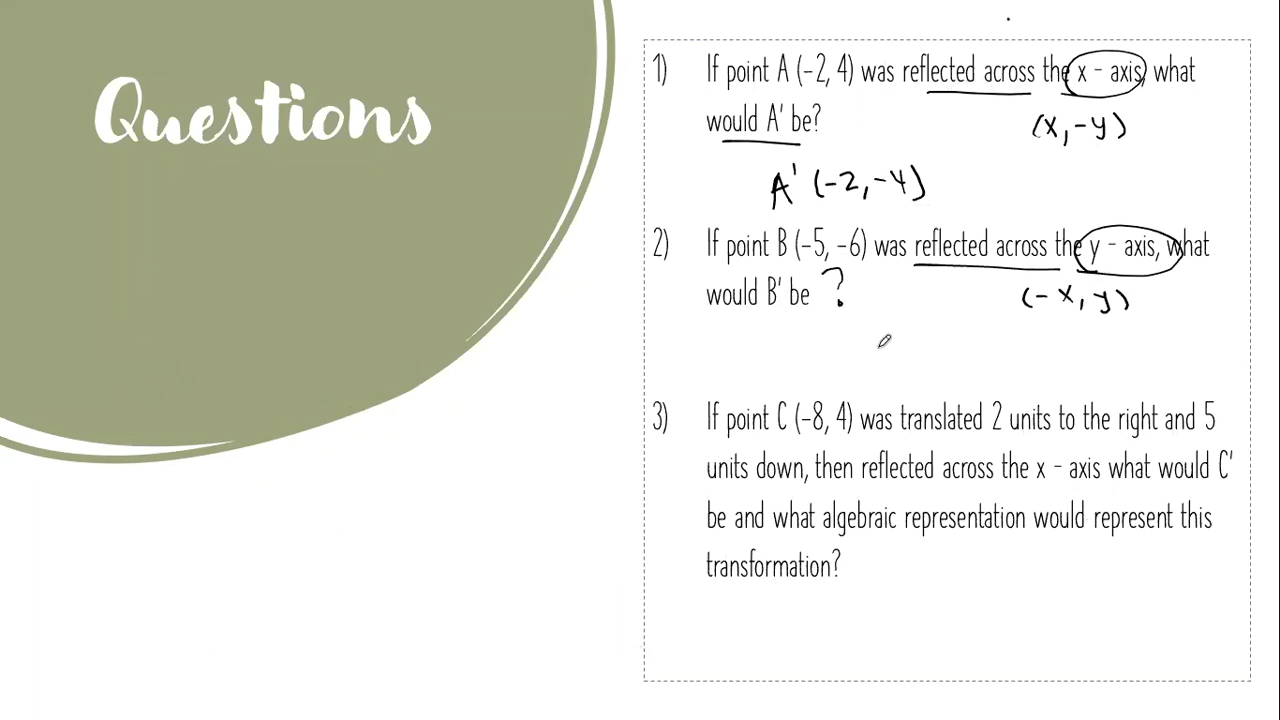 Questions
1) If point A (-2, 4) was reflected across the x - axis, what
would A' be?
(x, -y)
A' (-2, -4)
2) If point B (-5, -6) was reflected across the y - axis, what
would B' be ?
(-x, y)
3) If point C (-8, 4) was translated 2 units to the right and 5
units down, then reflected across the x - axis what would C'
be and what algebraic representation would represent this
transformation?